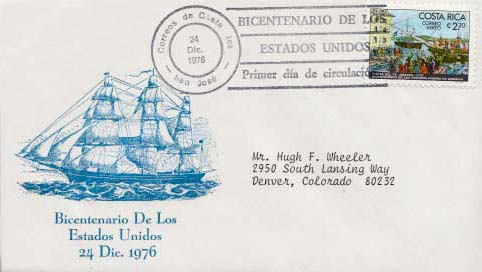 Correos de Costa Rica
24
Dic.
1976
San José
BICENTENARIO DE LOS
ESTADOS UNIDOS
Primer día de circulació
COSTA RICA
CORREO
AEREO
₡2.20
Mr. Hugh F. Wheeler
2950 South Lansing Way
Denver, Colorado 80232
Bicentenario De Los
Estados Unidos
24 Dic. 1976